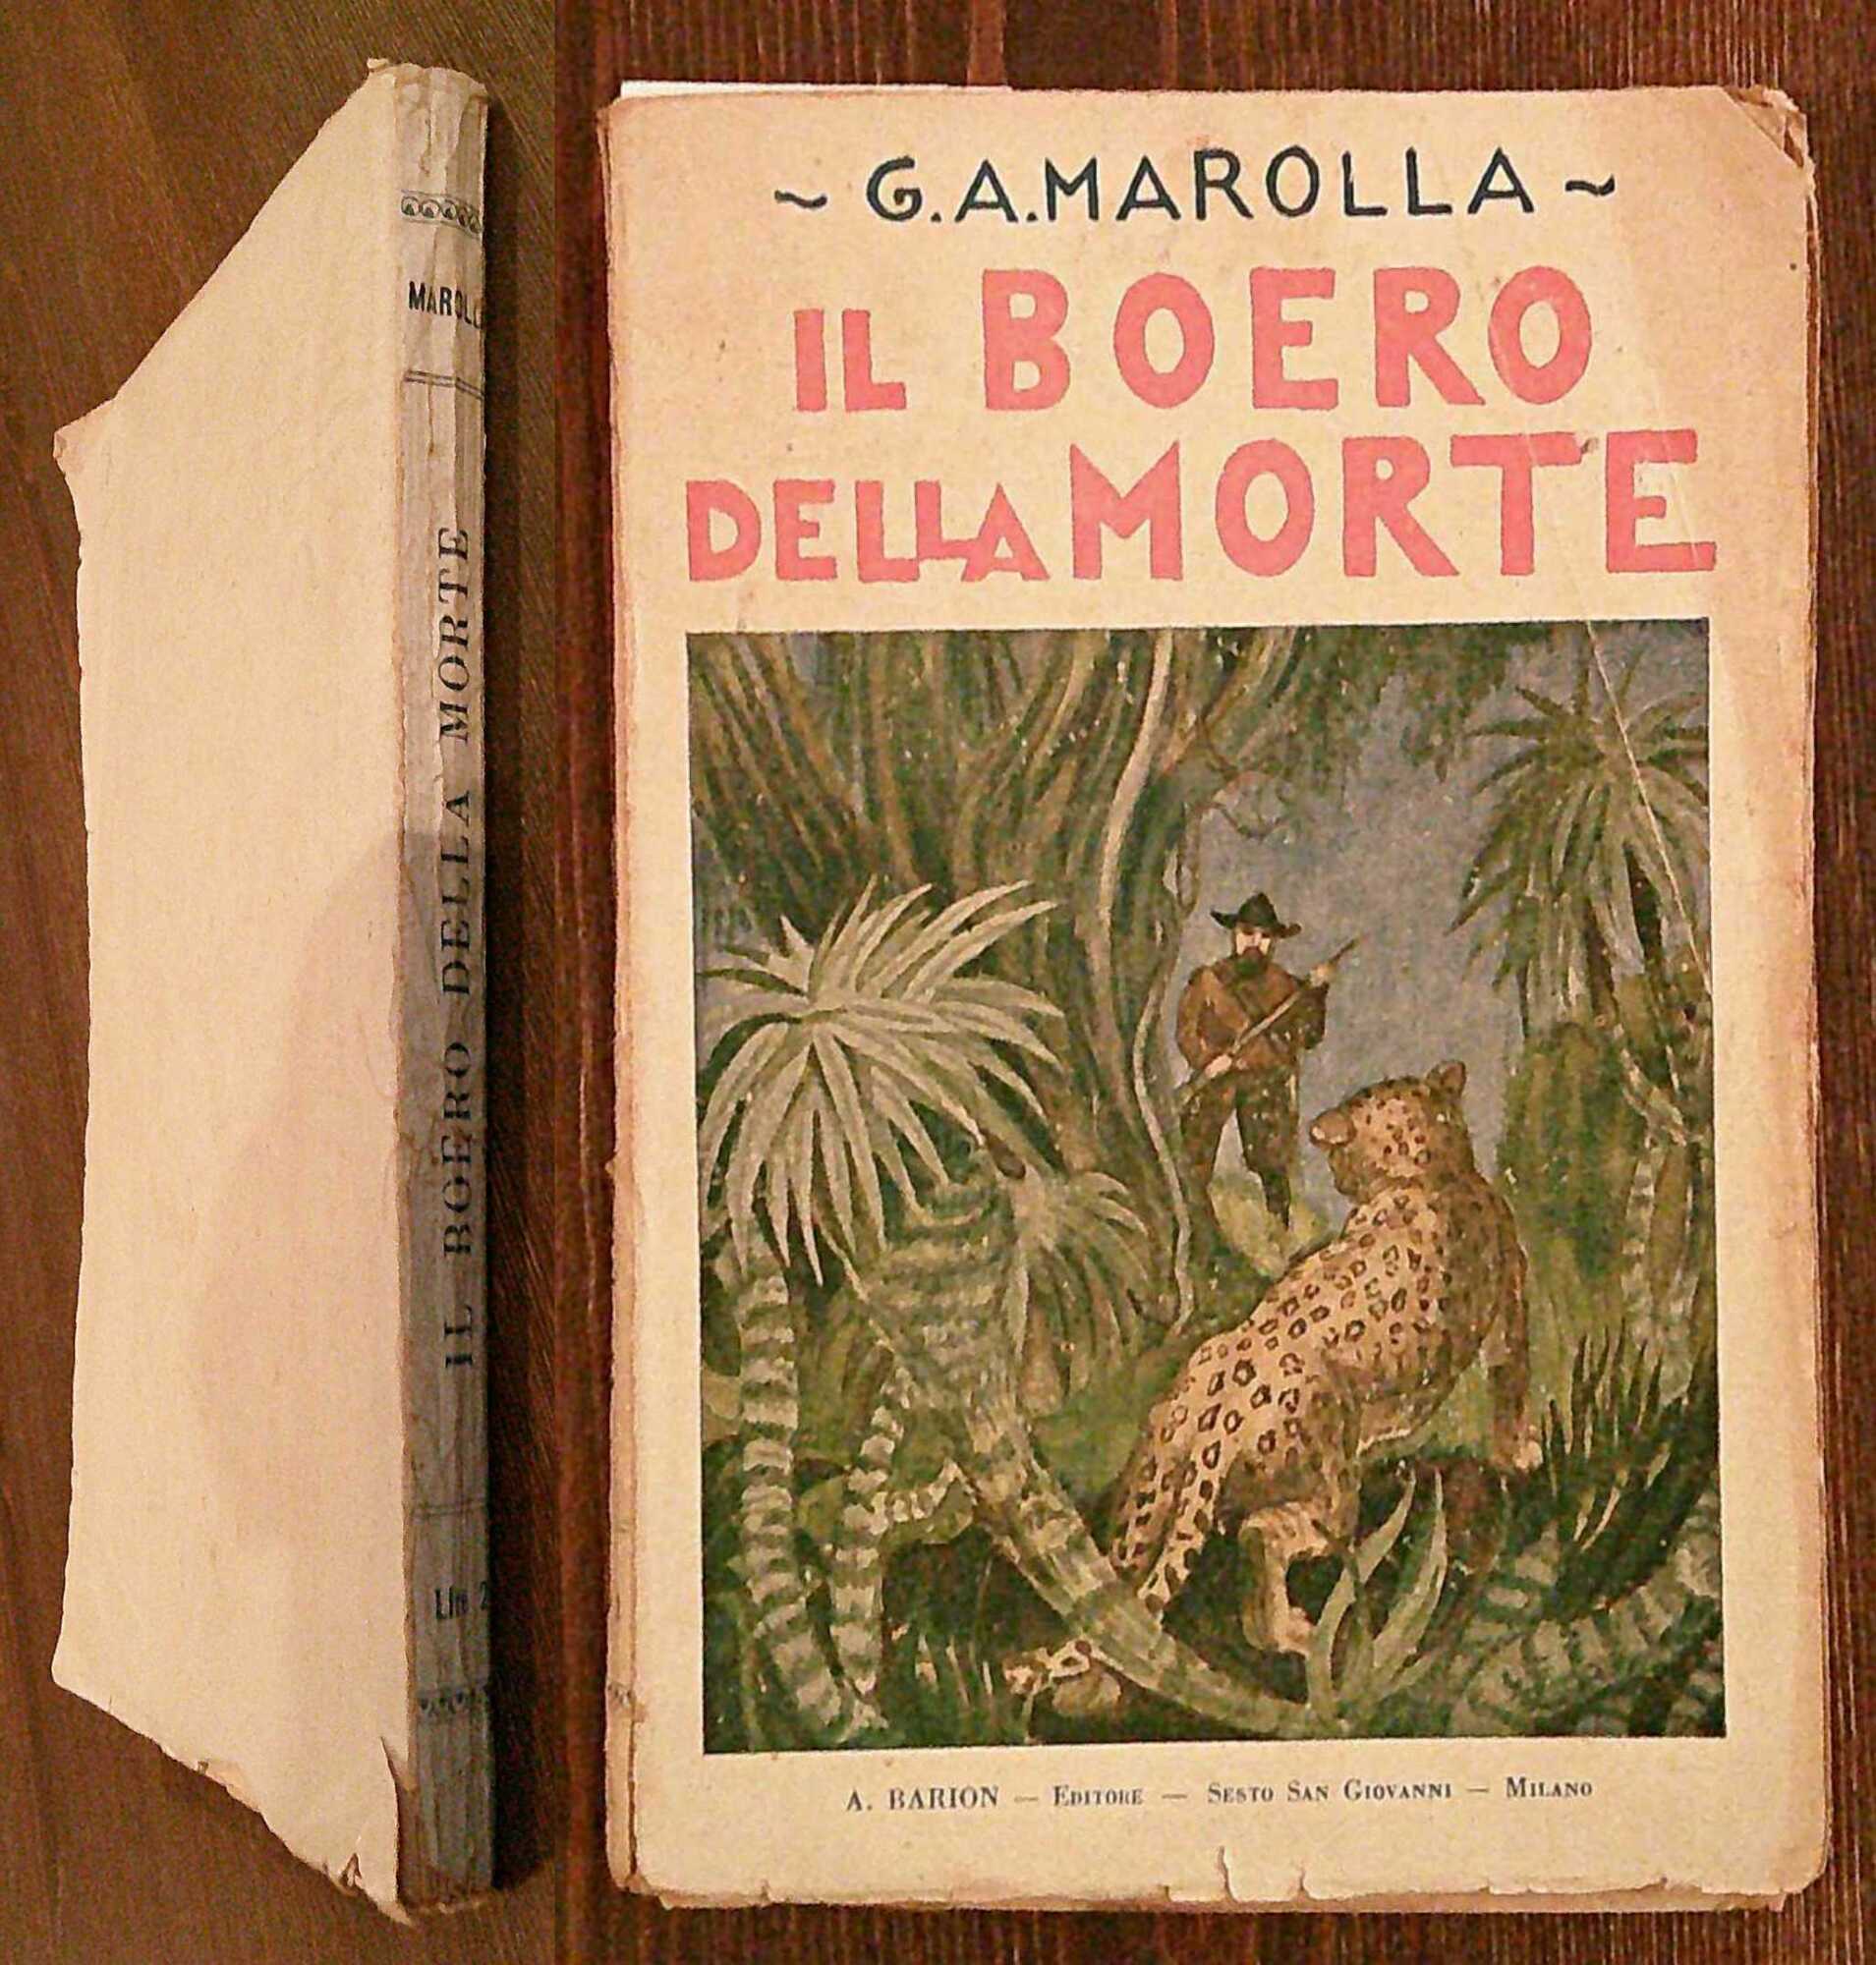 MAROLL
IL BOERO DELLA MORTE
~ G. A. MAROLLA ~
IL BOERO
DELLA MORTE
A. BARION — EDITORE — SESTO SAN GIOVANNI — MILANO